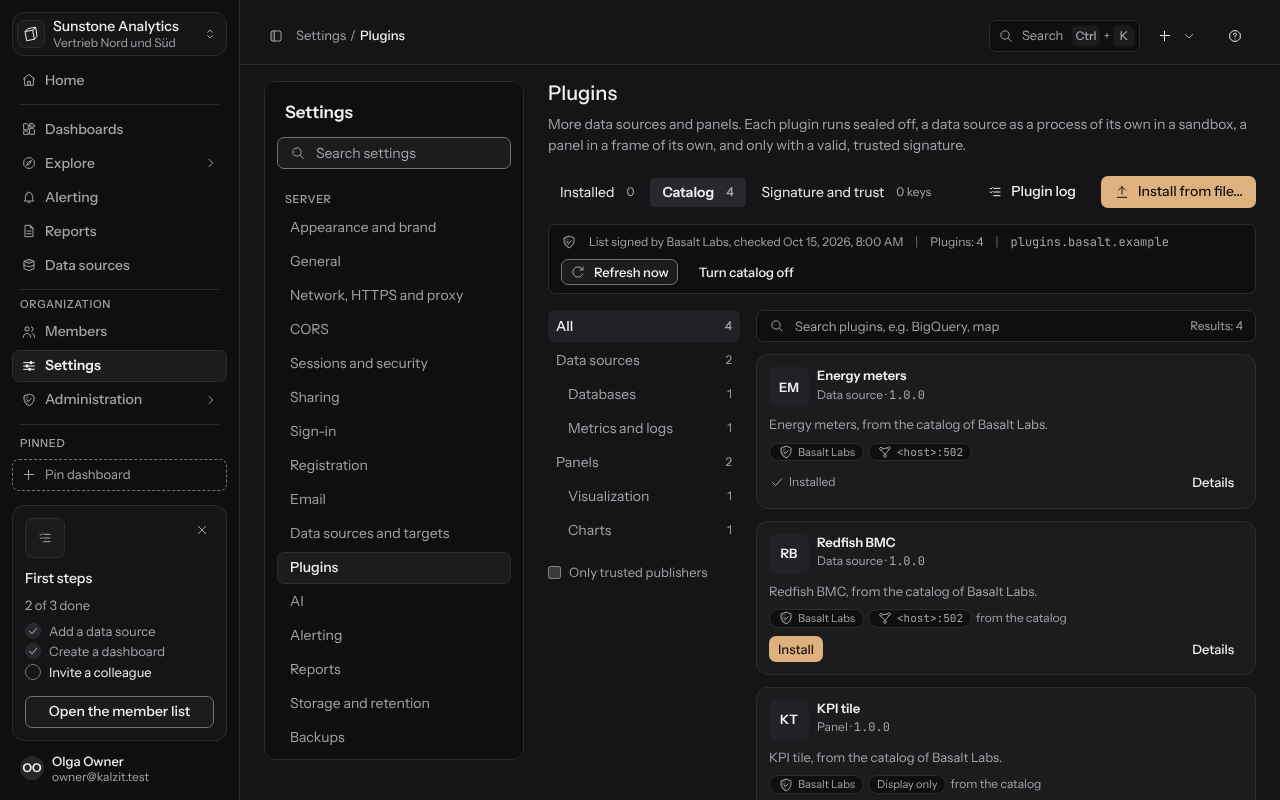 Sunstone Analytics
Vertrieb Nord und Süd
Home
Dashboards
Explore
Alerting
Reports
Data sources
ORGANIZATION
Members
Settings
Administration
PINNED
Pin dashboard
First steps
2 of 3 done
Add a data source
Create a dashboard
Invite a colleague
Open the member list
OO
Olga Owner
owner@kalzit.test
Settings / Plugins
Search Ctrl + K
Settings
Search settings
SERVER
Appearance and brand
General
Network, HTTPS and proxy
CORS
Sessions and security
Sharing
Sign-in
Registration
Email
Data sources and targets
Plugins
AI
Alerting
Reports
Storage and retention
Backups
Plugins
More data sources and panels. Each plugin runs sealed off, a data source as a process of its own in a sandbox, a
panel in a frame of its own, and only with a valid, trusted signature.
Installed 0 Catalog 4 Signature and trust 0 keys Plugin log Install from file...
List signed by Basalt Labs, checked Oct 15, 2026, 8:00 AM | Plugins: 4 | plugins.basalt.example
Refresh now Turn catalog off
All 4
Data sources 2
Databases 1
Metrics and logs 1
Panels 2
Visualization 1
Charts 1
Only trusted publishers
Search plugins, e.g. BigQuery, map Results: 4
EM
Energy meters
Data source · 1.0.0
Energy meters, from the catalog of Basalt Labs.
Basalt Labs <host>:502
Installed Details
RB
Redfish BMC
Data source · 1.0.0
Redfish BMC, from the catalog of Basalt Labs.
Basalt Labs <host>:502 from the catalog
Install Details
KT
KPI tile
Panel · 1.0.0
KPI tile, from the catalog of Basalt Labs.
Basalt Labs Display only from the catalog